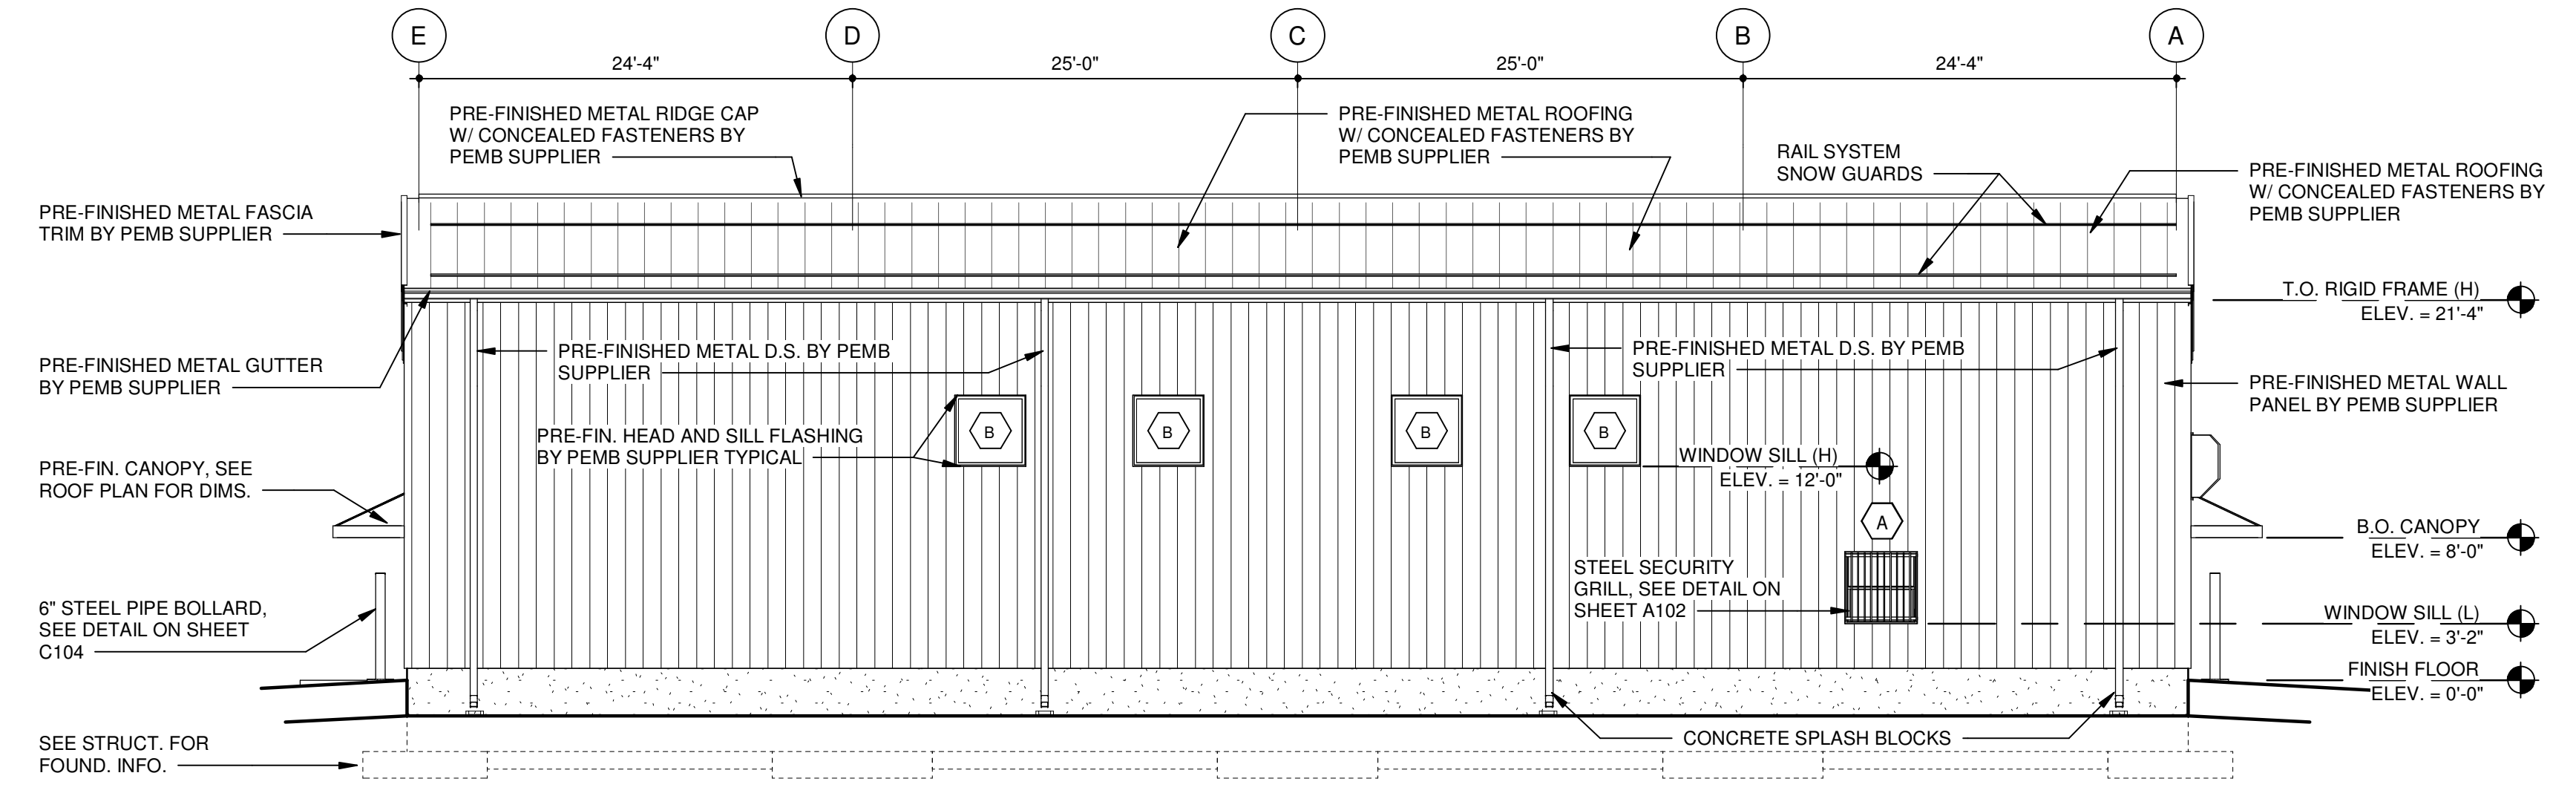 E
D
C
B
A
24'-4"
25'-0"
25'-0"
24'-4"
PRE-FINISHED METAL RIDGE CAP
W/ CONCEALED FASTENERS BY
PEMB SUPPLIER
PRE-FINISHED METAL ROOFING
W/ CONCEALED FASTENERS BY
PEMB SUPPLIER
RAIL SYSTEM
SNOW GUARDS
PRE-FINISHED METAL ROOFING
W/ CONCEALED FASTENERS BY
PEMB SUPPLIER
PRE-FINISHED METAL FASCIA
TRIM BY PEMB SUPPLIER
T.O. RIGID FRAME (H)
ELEV. = 21'-4"
PRE-FINISHED METAL GUTTER
BY PEMB SUPPLIER
PRE-FINISHED METAL D.S. BY PEMB
SUPPLIER
PRE-FINISHED METAL D.S. BY PEMB
SUPPLIER
PRE-FINISHED METAL WALL
PANEL BY PEMB SUPPLIER
PRE-FIN. HEAD AND SILL FLASHING
BY PEMB SUPPLIER TYPICAL
B
B
B
B
WINDOW SILL (H)
ELEV. = 12'-0"
PRE-FIN. CANOPY, SEE
ROOF PLAN FOR DIMS.
A
B.O. CANOPY
ELEV. = 8'-0"
STEEL SECURITY
GRILL, SEE DETAIL ON
SHEET A102
6" STEEL PIPE BOLLARD,
SEE DETAIL ON SHEET
C104
WINDOW SILL (L)
ELEV. = 3'-2"
FINISH FLOOR
ELEV. = 0'-0"
SEE STRUCT. FOR
FOUND. INFO.
CONCRETE SPLASH BLOCKS